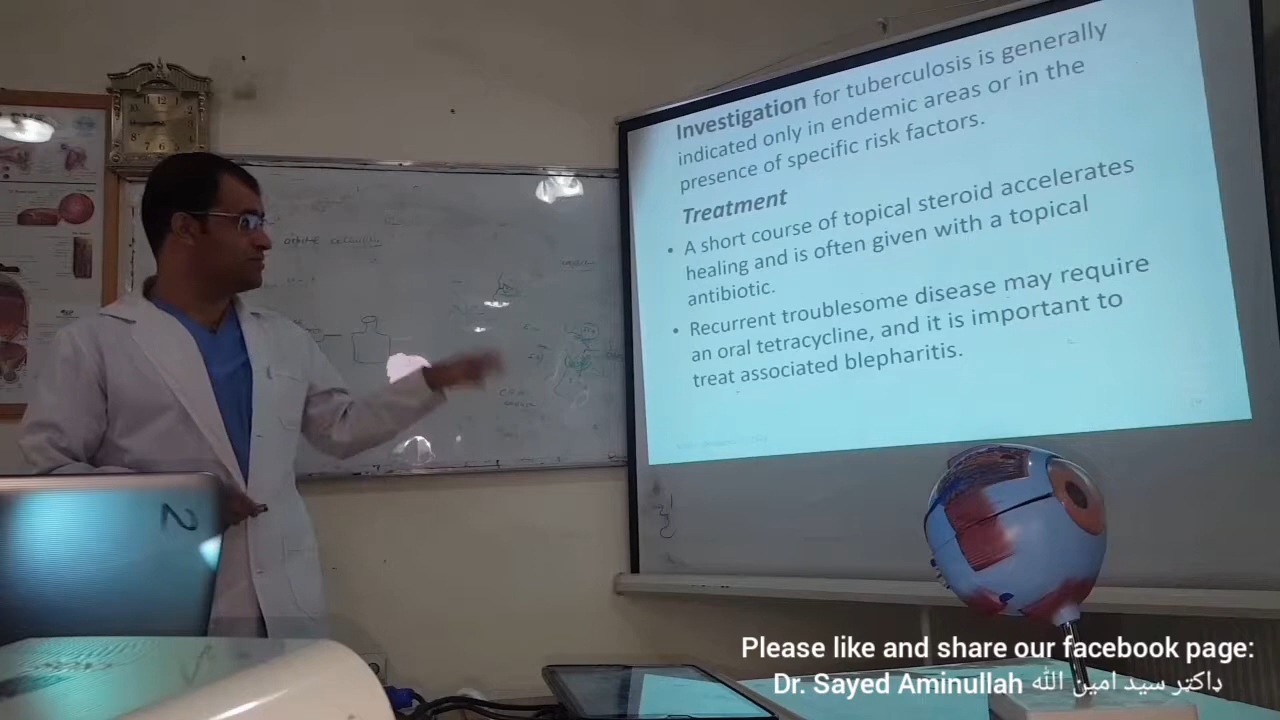 Investigation for tuberculosis is generally
indicated only in endemic areas or in the
presence of specific risk factors.
Treatment
• A short course of topical steroid accelerates
healing and is often given with a topical
antibiotic.
• Recurrent troublesome disease may require
an oral tetracycline, and it is important to
treat associated blepharitis.
orbital cellulitis
2
Please like and share our facebook page:
Dr. Sayed Aminullah داکتر سید امین الله